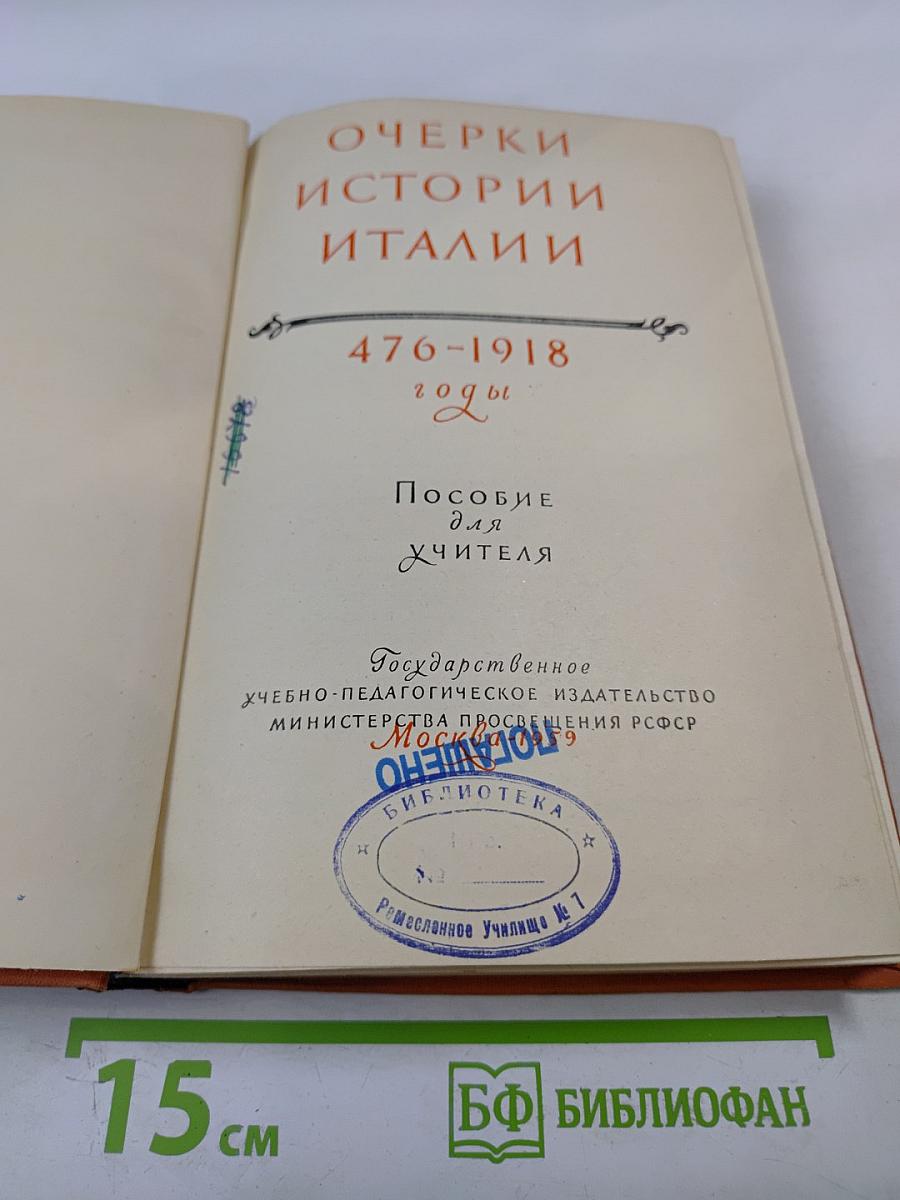 ОЧЕРКИ
ИСТОРИИ
ИТАЛИИ
476-1918
годы
Пособие
для
учителя
Государственное
УЧЕБНО-ПЕДАГОГИЧЕСКОЕ ИЗДАТЕЛЬСТВО
МИНИСТЕРСТВА ПРОСВЕЩЕНИЯ РСФСР
Москва-1959
ПОГАШЕНО
БИБЛИОТЕКА
№
Ремесленное Училище № 7
15 см
БФ БИБЛИОФАН